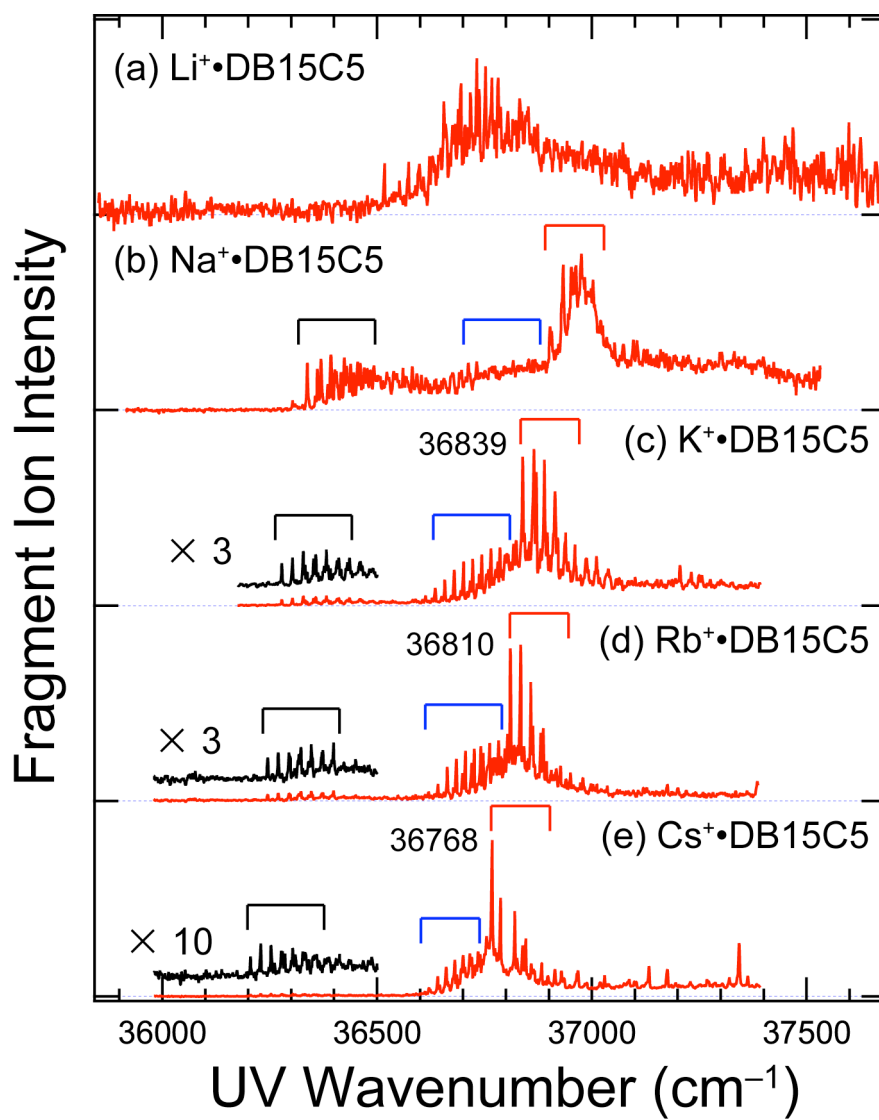 (a) Li⁺•DB15C5
(b) Na⁺•DB15C5
36839
(c) K⁺•DB15C5
× 3
36810
(d) Rb⁺•DB15C5
× 3
36768
(e) Cs⁺•DB15C5
× 10
36000 36500 37000 37500
UV Wavenumber (cm⁻¹)
Fragment Ion Intensity